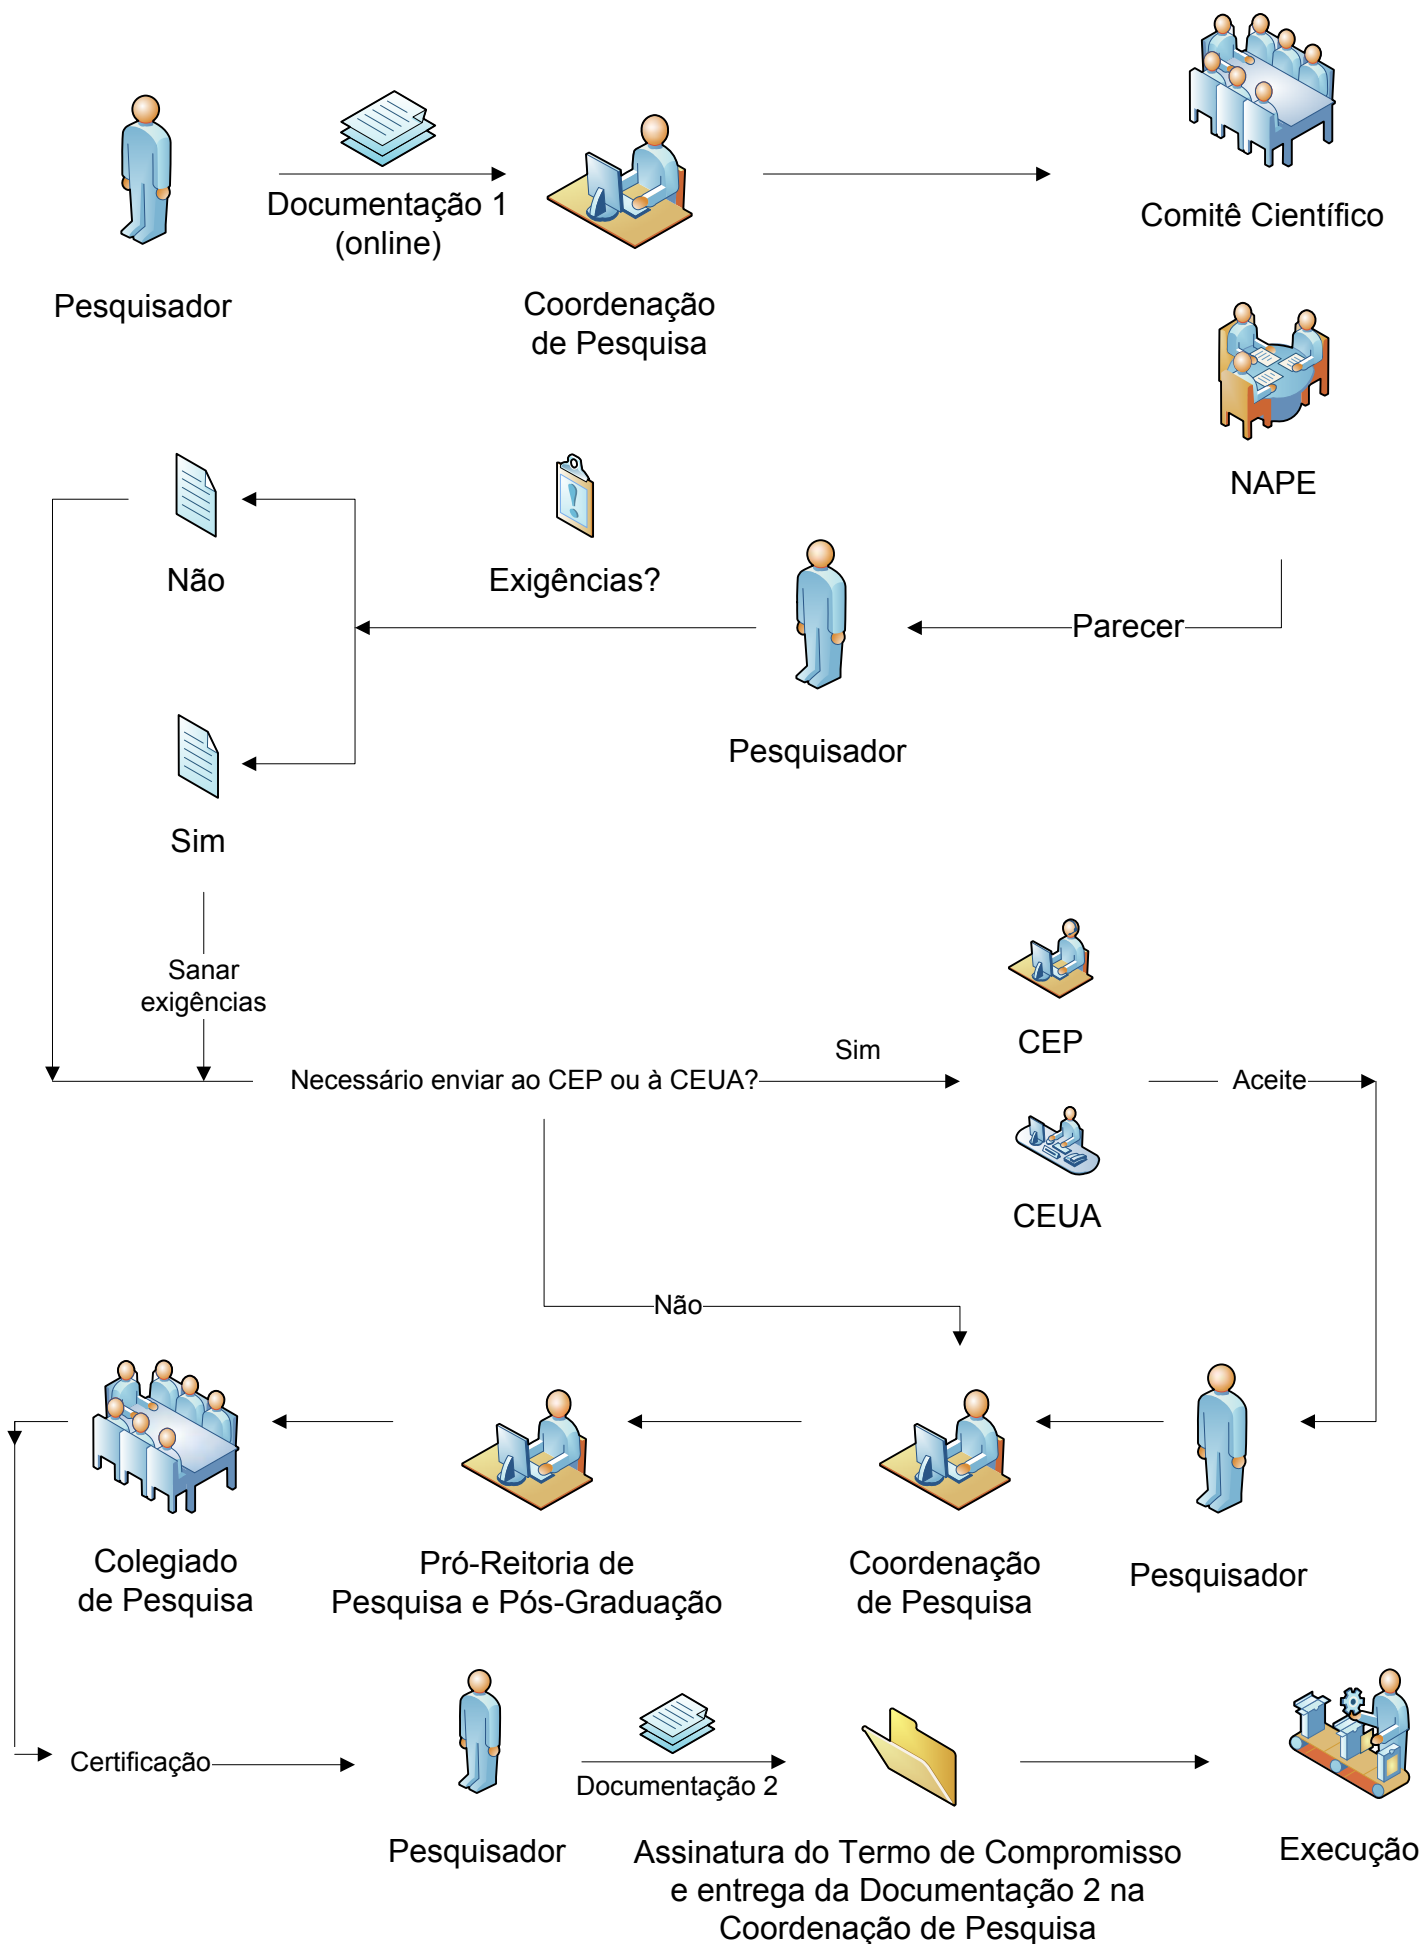 Documentação 1
(online)
Comitê Científico
Pesquisador
Coordenação
de Pesquisa
NAPE
Não
Exigências?
Parecer
Pesquisador
Sim
Sanar
exigências
CEP
Sim
Necessário enviar ao CEP ou à CEUA?
Aceite
CEUA
Não
Colegiado
de Pesquisa
Pró-Reitoria de
Pesquisa e Pós-Graduação
Coordenação
de Pesquisa
Pesquisador
Certificação
Documentação 2
Pesquisador
Assinatura do Termo de Compromisso
e entrega da Documentação 2 na
Coordenação de Pesquisa
Execução